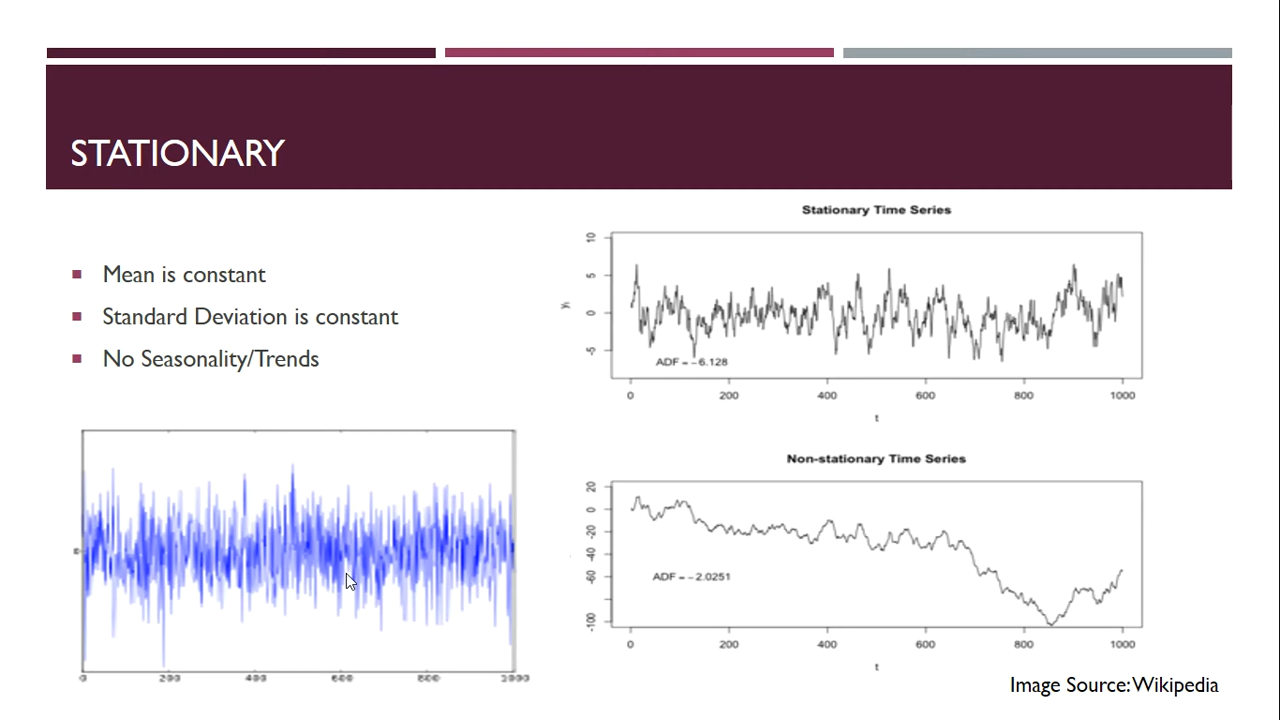 STATIONARY
Mean is constant
Standard Deviation is constant
No Seasonality/Trends
0
0 200 400 600 800 1000
Stationary Time Series
10
5
0
-5
yt
ADF = -6.128
0 200 400 600 800 1000
t
Non-stationary Time Series
20
0
-20
-40
-60
-100
ADF = -2.0251
0 200 400 600 800 1000
t
Image Source: Wikipedia